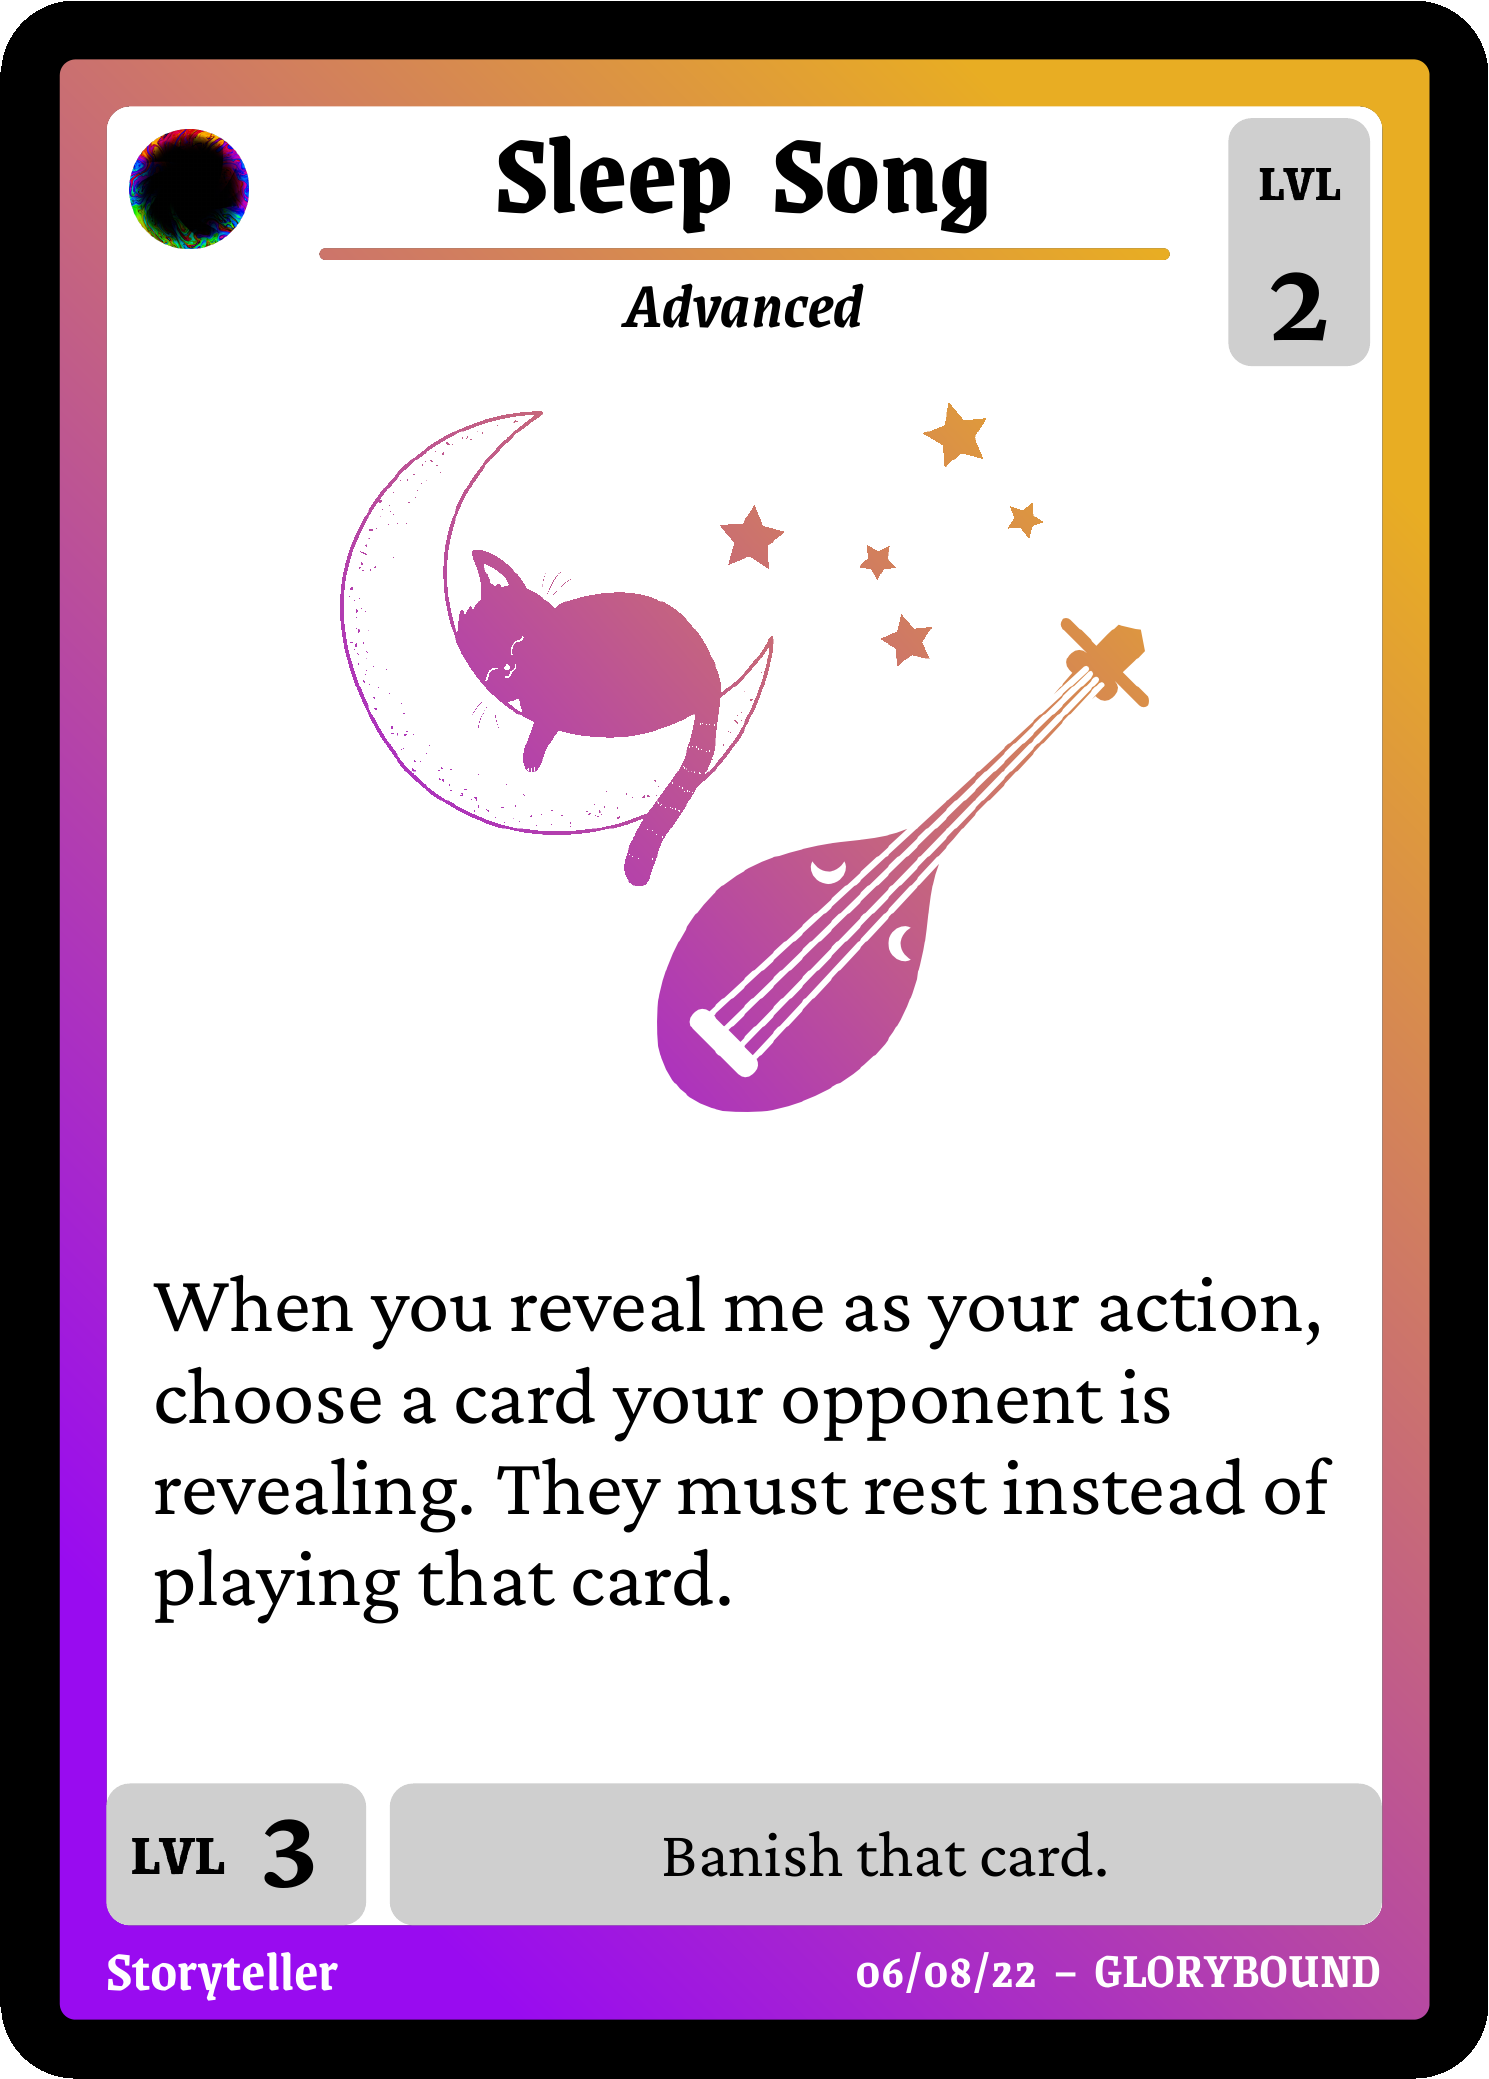 Sleep Song
LVL
2
Advanced
When you reveal me as your action,
choose a card your opponent is
revealing. They must rest instead of
playing that card.
LVL 3
Banish that card.
Storyteller
06/08/22 – GLORYBOUND